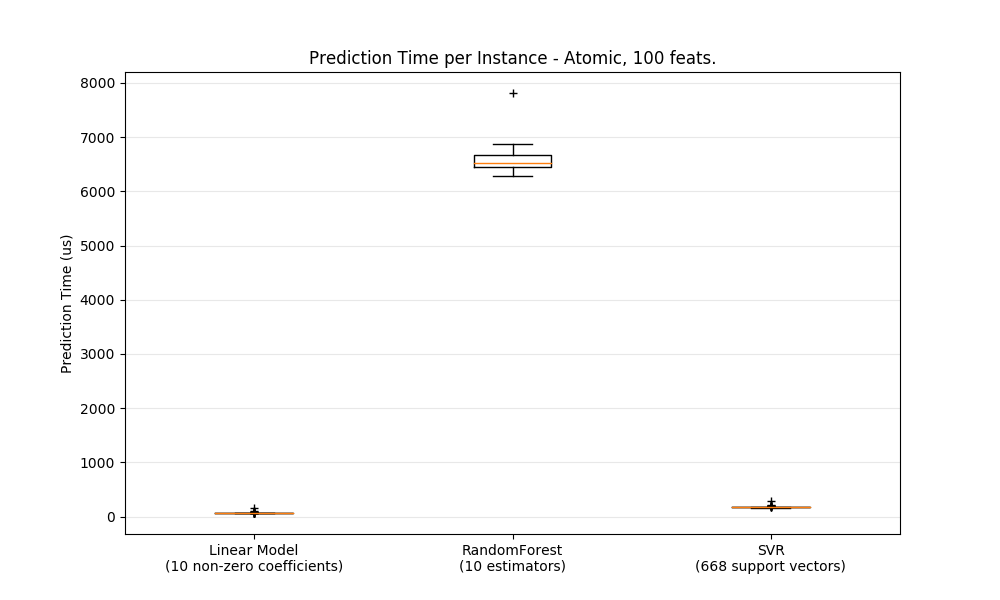 Prediction Time per Instance - Atomic, 100 feats.
8000
7000
6000
5000
4000
3000
2000
1000
0
Prediction Time (us)
Linear Model
(10 non-zero coefficients)
RandomForest
(10 estimators)
SVR
(668 support vectors)